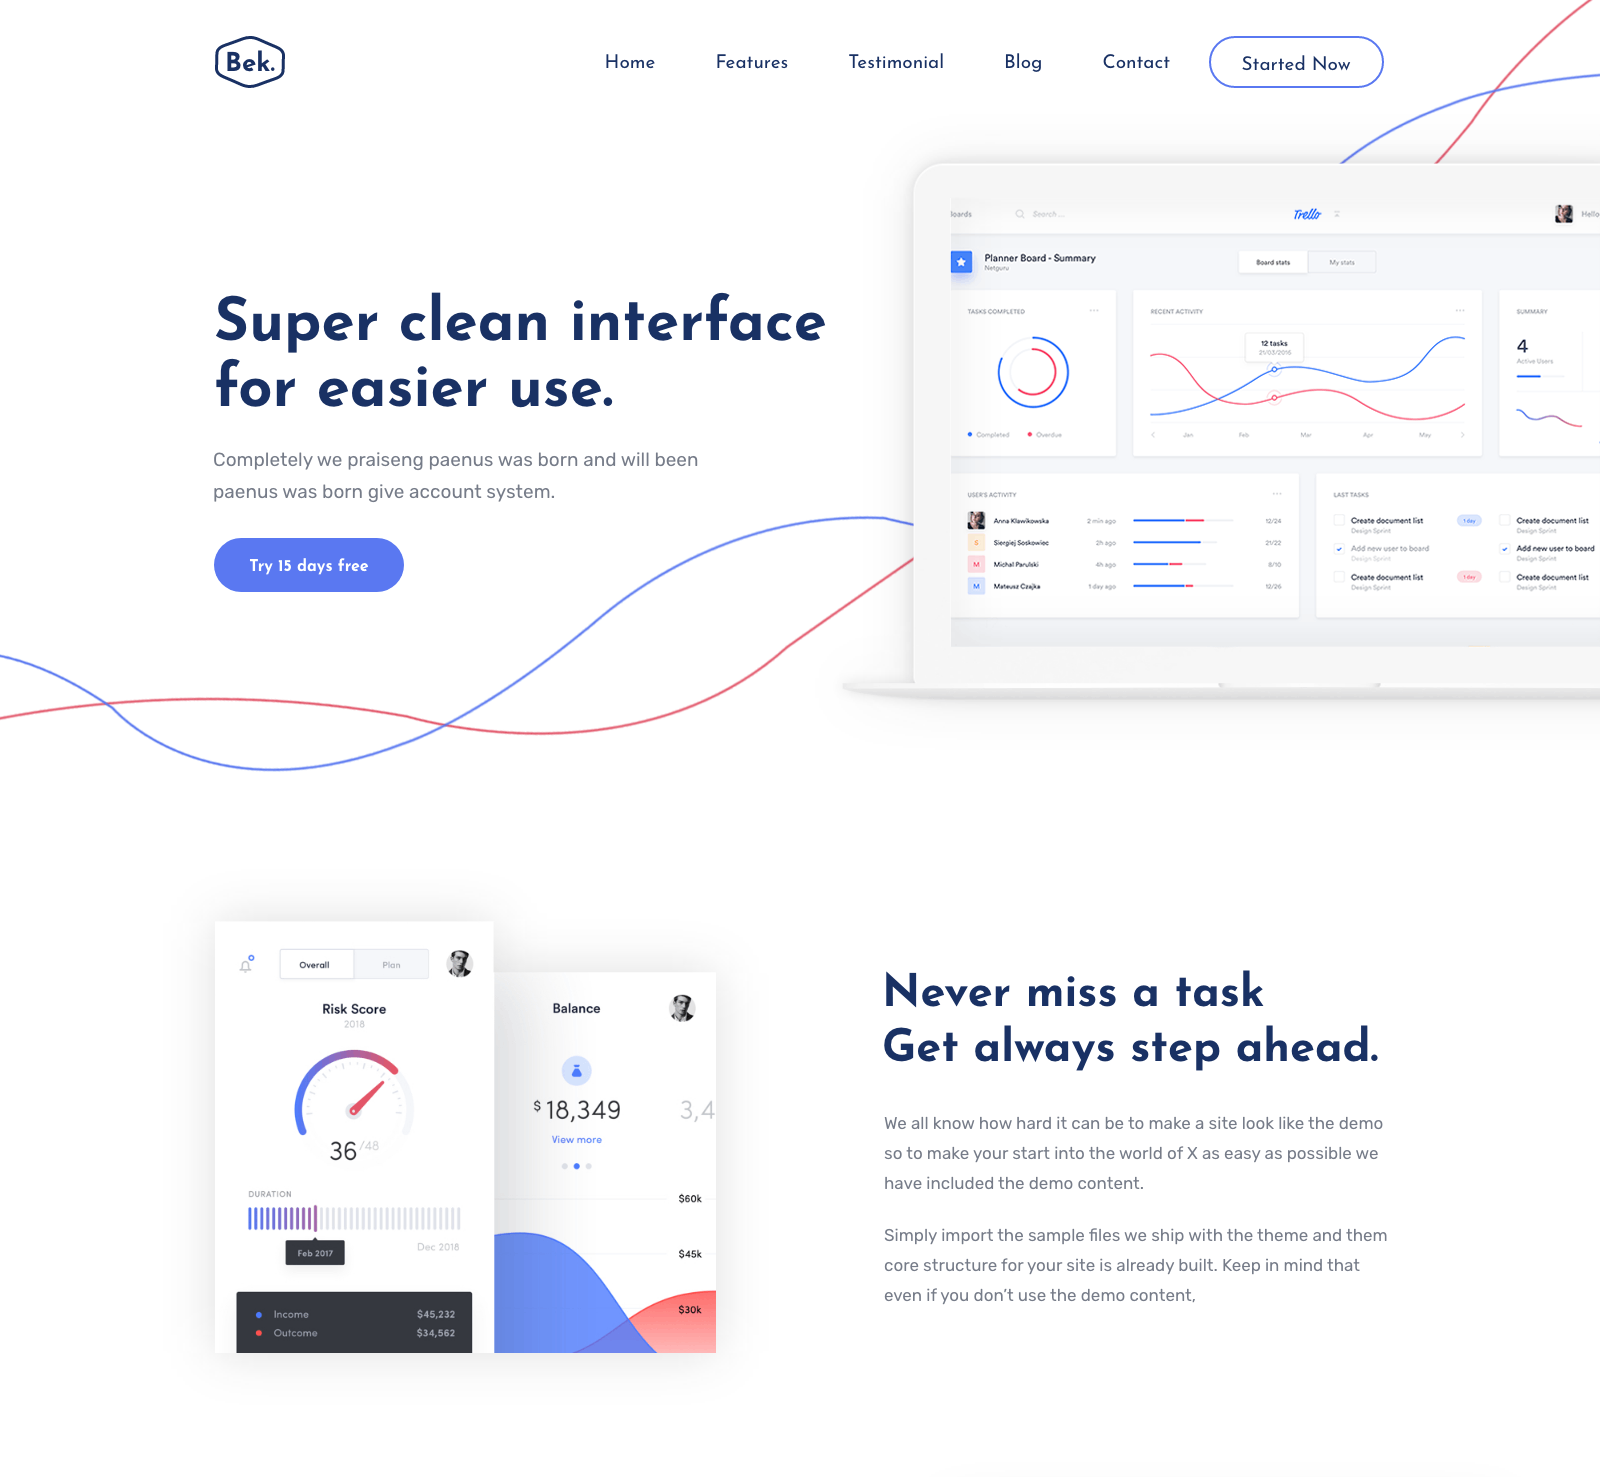 Bek.
Home
Features
Testimonial
Blog
Contact
Started Now
Super clean interface
for easier use.
Completely we praiseng paenus was born and will been
paenus was born give account system.
Try 15 days free
Search ...
Trello
Hello
Planner Board - Summary
Netguru
Board stats
My stats
TASKS COMPLETED
Completed
Overdue
RECENT ACTIVITY
12 tasks
21/03/2016
Jan
Feb
Mar
Apr
May
SUMMARY
4
Active Users
USER'S ACTIVITY
Anna Klawikowska
2 min ago
12/24
S
Siergiej Soskowiec
2h ago
21/22
M
Michal Parulski
4h ago
8/10
M
Mateusz Czajka
1 day ago
12/26
LAST TASKS
Create document list
Design Sprint
1 day
Create document list
Design Sprint
Add new user to board
Design Sprint
Add new user to board
Design Sprint
Create document list
Design Sprint
1 day
Create document list
Design Sprint
Overall
Plan
Risk Score
2018
36/48
DURATION
Feb 2017
Dec 2018
Income
$45,232
Outcome
$34,562
Balance
$18,349
3,4
View more
$60k
$45k
$30k
Never miss a task
Get always step ahead.
We all know how hard it can be to make a site look like the demo
so to make your start into the world of X as easy as possible we
have included the demo content.
Simply import the sample files we ship with the theme and them
core structure for your site is already built. Keep in mind that
even if you don't use the demo content,